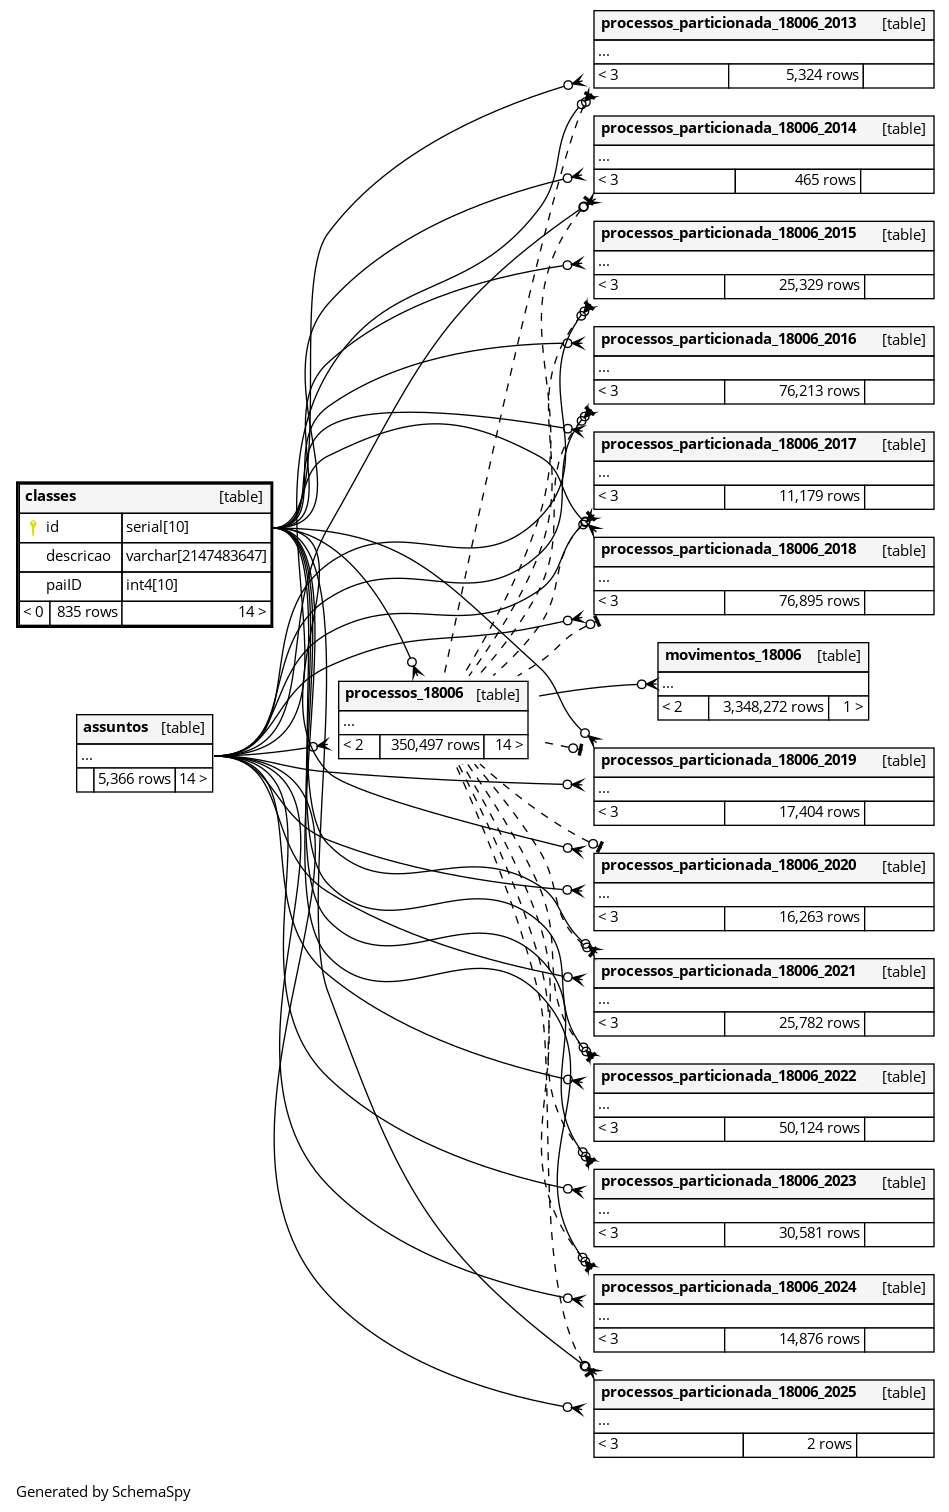 processos_particionada_18006_2013 [table]
...
< 3 5,324 rows
processos_particionada_18006_2014 [table]
...
< 3 465 rows
processos_particionada_18006_2015 [table]
...
< 3 25,329 rows
processos_particionada_18006_2016 [table]
...
< 3 76,213 rows
processos_particionada_18006_2017 [table]
...
< 3 11,179 rows
classes [table]
id serial[10]
descricao varchar[2147483647]
paiID int4[10]
< 0 835 rows 14 >
processos_particionada_18006_2018 [table]
...
< 3 76,895 rows
movimentos_18006 [table]
...
< 2 3,348,272 rows 1 >
processos_18006 [table]
...
< 2 350,497 rows 14 >
assuntos [table]
...
5,366 rows 14 >
processos_particionada_18006_2019 [table]
...
< 3 17,404 rows
processos_particionada_18006_2020 [table]
...
< 3 16,263 rows
processos_particionada_18006_2021 [table]
...
< 3 25,782 rows
processos_particionada_18006_2022 [table]
...
< 3 50,124 rows
processos_particionada_18006_2023 [table]
...
< 3 30,581 rows
processos_particionada_18006_2024 [table]
...
< 3 14,876 rows
processos_particionada_18006_2025 [table]
...
< 3 2 rows
Generated by SchemaSpy